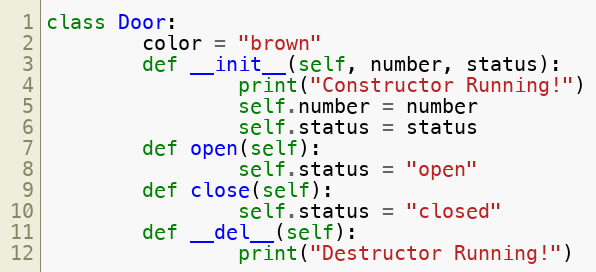 1 class Door:
2         color = "brown"
3         def __init__(self, number, status):
4                 print("Constructor Running!")
5                 self.number = number
6                 self.status = status
7         def open(self):
8                 self.status = "open"
9         def close(self):
10                 self.status = "closed"
11         def __del__(self):
12                 print("Destructor Running!")